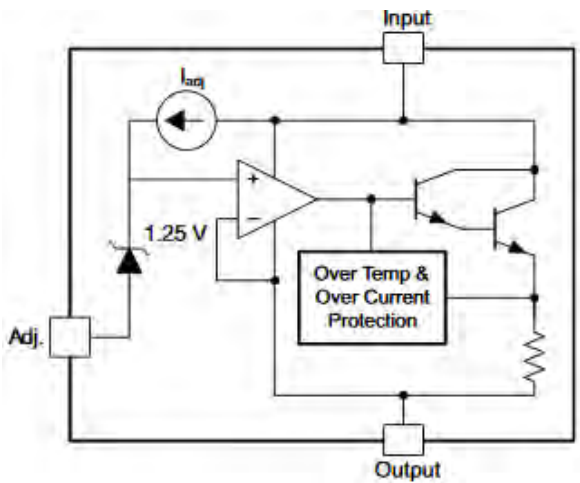 Input
Iadj
+
1.25 V
−
Over Temp &
Over Current
Protection
Adj.
Output